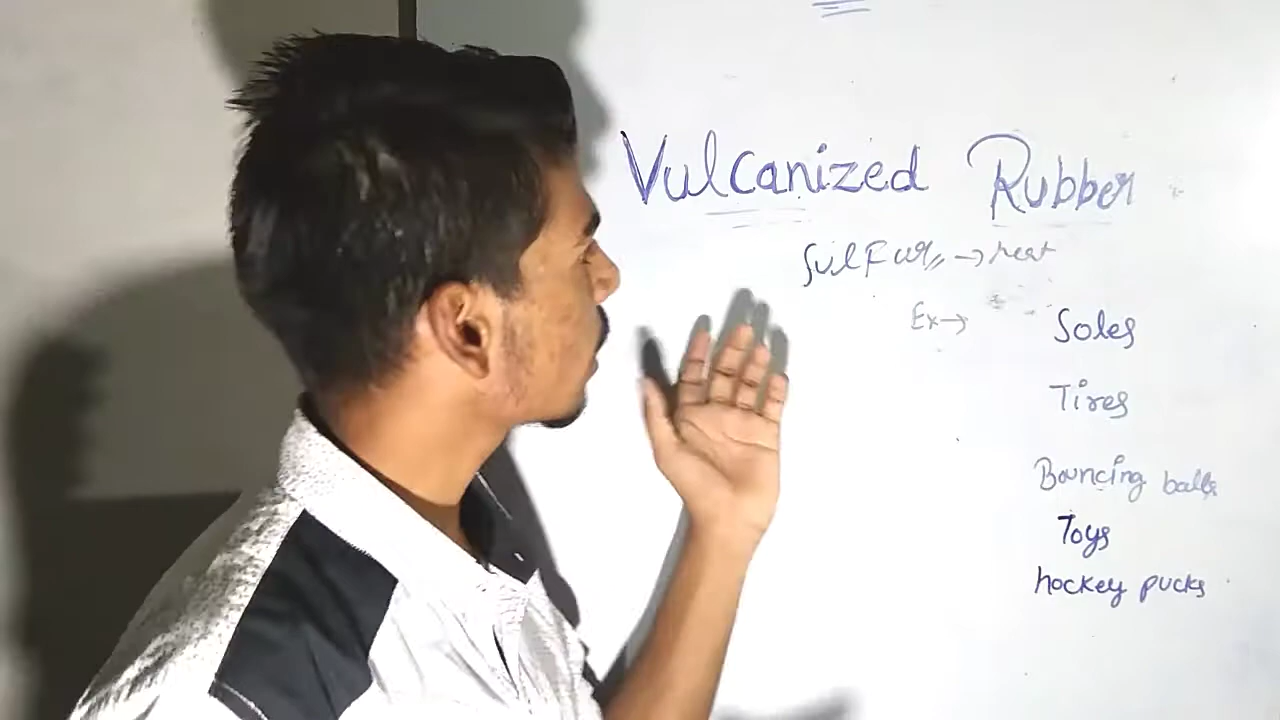 Vulcanized Rubber
Sulfur → heat
Ex → Soles
Tires
Bouncing balls
Toys
hockey pucks